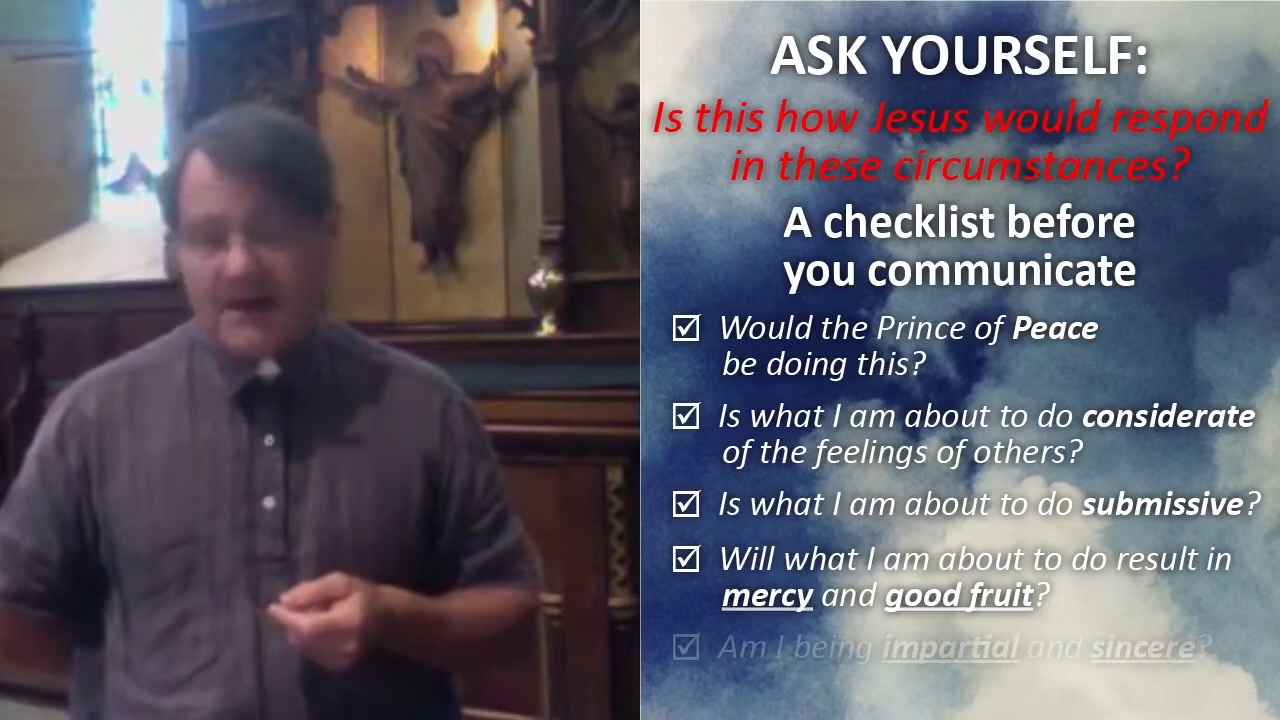 ASK YOURSELF:
Is this how Jesus would respond
in these circumstances?
A checklist before
you communicate
☑ Would the Prince of Peace
be doing this?
☑ Is what I am about to do considerate
of the feelings of others?
☑ Is what I am about to do submissive?
☑ Will what I am about to do result in
mercy and good fruit?
☑ Am I being impartial and sincere?